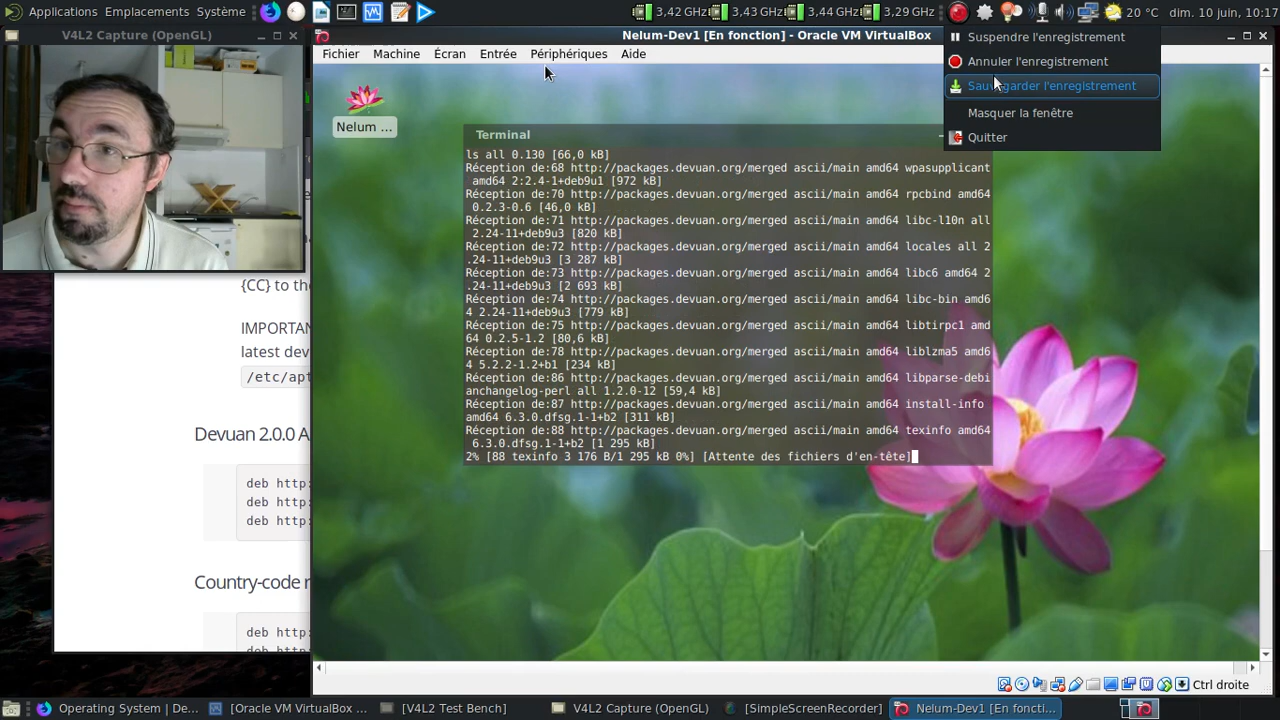 Applications Emplacements Système
3,42 GHz 3,43 GHz 3,44 GHz 3,29 GHz 20 °C dim. 10 juin, 10:17
V4L2 Capture (OpenGL)
Nelum-Dev1 [En fonction] - Oracle VM VirtualBox
Fichier Machine Écran Entrée Périphériques Aide
Suspendre l'enregistrement
Annuler l'enregistrement
Sauvegarder l'enregistrement
Masquer la fenêtre
Quitter
Nelum ...
Terminal
ls all 0.130 [66,0 kB]
Réception de:68 http://packages.devuan.org/merged ascii/main amd64 wpasupplicant
amd64 2:2.4-1+deb9u1 [972 kB]
Réception de:70 http://packages.devuan.org/merged ascii/main amd64 rpcbind amd64
0.2.3-0.6 [46,0 kB]
Réception de:71 http://packages.devuan.org/merged ascii/main amd64 libc-l10n all
2.24-11+deb9u3 [820 kB]
Réception de:72 http://packages.devuan.org/merged ascii/main amd64 locales all 2
.24-11+deb9u3 [3 287 kB]
Réception de:73 http://packages.devuan.org/merged ascii/main amd64 libc6 amd64 2
.24-11+deb9u3 [2 693 kB]
Réception de:74 http://packages.devuan.org/merged ascii/main amd64 libc-bin amd6
4 2.24-11+deb9u3 [779 kB]
Réception de:75 http://packages.devuan.org/merged ascii/main amd64 libtirpc1 amd
64 0.2.5-1.2 [80,6 kB]
Réception de:78 http://packages.devuan.org/merged ascii/main amd64 liblzma5 amd6
4 5.2.2-1.2+b1 [234 kB]
Réception de:86 http://packages.devuan.org/merged ascii/main amd64 libparse-debi
anchangelog-perl all 1.2.0-12 [59,4 kB]
Réception de:87 http://packages.devuan.org/merged ascii/main amd64 install-info
amd64 6.3.0.dfsg.1-1+b2 [311 kB]
Réception de:88 http://packages.devuan.org/merged ascii/main amd64 texinfo amd64
6.3.0.dfsg.1-1+b2 [1 295 kB]
2% [88 texinfo 3 176 B/1 295 kB 0%] [Attente des fichiers d'en-tête]
{CC} to the
IMPORTAN
latest dev
/etc/apt
Devuan 2.0.0 A
deb http:
deb http:
deb http:
Country-code
deb http:
Ctrl droite
Operating System | De...
[Oracle VM VirtualBox ...
[V4L2 Test Bench]
V4L2 Capture (OpenGL)
[SimpleScreenRecorder]
Nelum-Dev1 [En foncti...